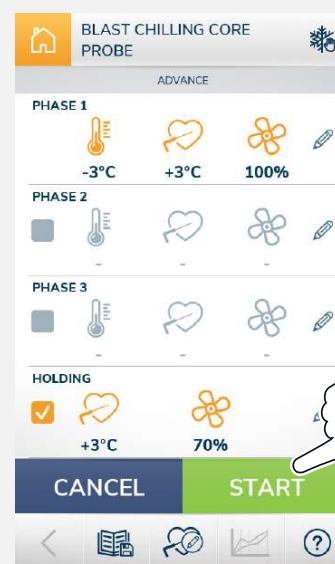 BLAST CHILLING CORE
PROBE
ADVANCE
PHASE 1
-3°C +3°C 100%
PHASE 2
- - -
PHASE 3
- - -
HOLDING
+3°C 70%
CANCEL START
?